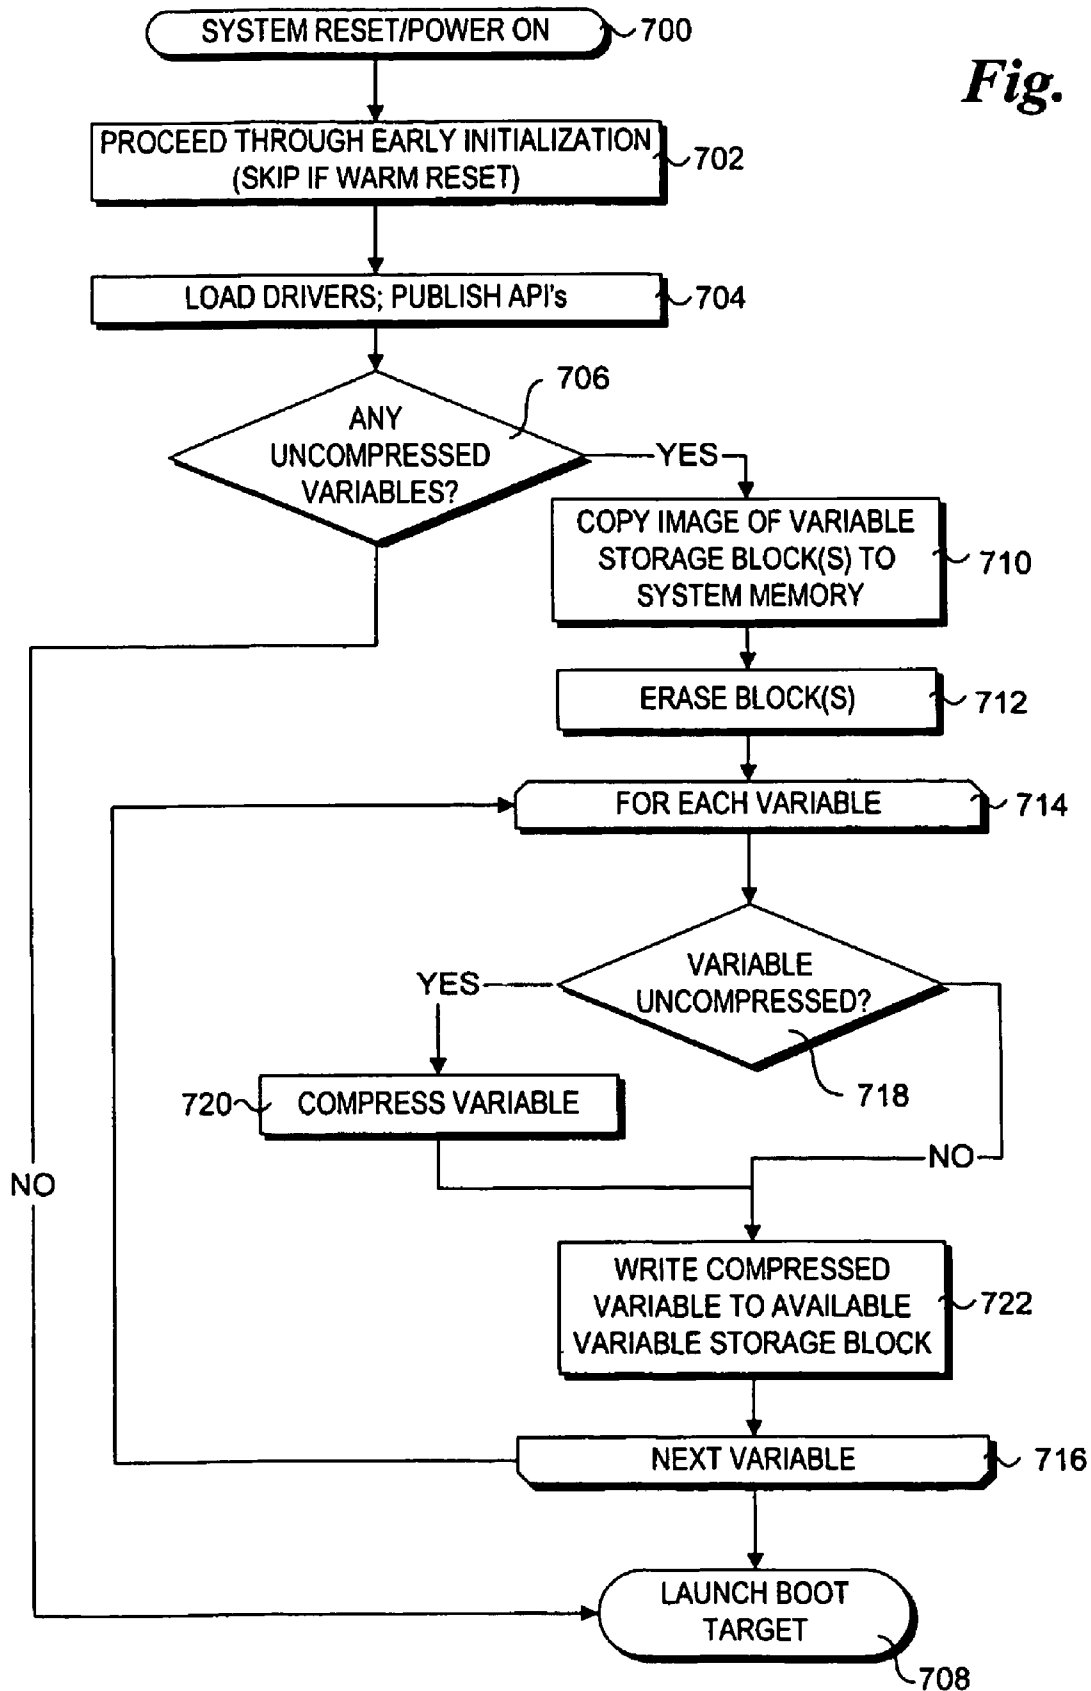 SYSTEM RESET/POWER ON
700
Fig.
PROCEED THROUGH EARLY INITIALIZATION
(SKIP IF WARM RESET)
702
LOAD DRIVERS; PUBLISH API's
704
706
ANY
UNCOMPRESSED
VARIABLES?
YES
COPY IMAGE OF VARIABLE
STORAGE BLOCK(S) TO
SYSTEM MEMORY
710
ERASE BLOCK(S)
712
FOR EACH VARIABLE
714
VARIABLE
UNCOMPRESSED?
YES
718
720
COMPRESS VARIABLE
NO
NO
WRITE COMPRESSED
VARIABLE TO AVAILABLE
VARIABLE STORAGE BLOCK
722
NEXT VARIABLE
716
LAUNCH BOOT
TARGET
708